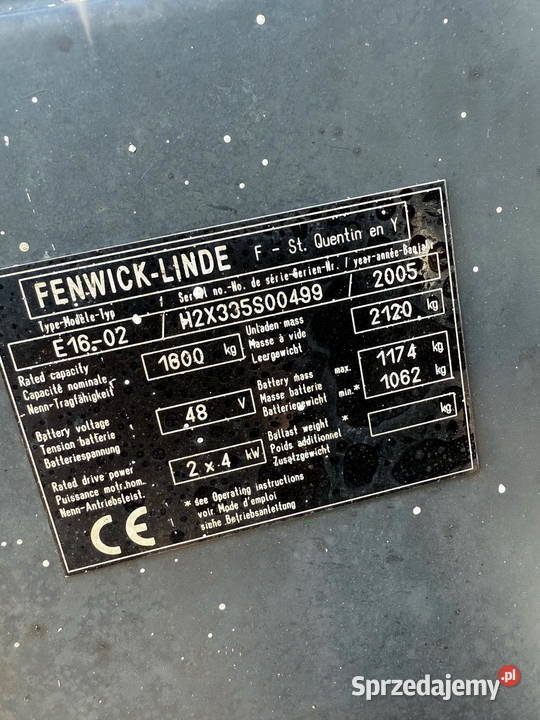 FENWICK-LINDE F - St. Quentin en Y
Type-Modèle-Typ / Serial no.-No. de série-Serien-Nr. / year-année-Baujahr
E16-02 / H2X335S00499 / 2005
Rated capacity
Capacité nominale
Nenn-Tragfähigkeit
1600 kg
Unladen mass
Masse à vide
Leergewicht
2120 kg
Battery voltage
Tension batterie
Batteriespannung
48 V
Battery mass max.
Masse batterie
Batteriegewicht min.*
1174 kg
1062 kg
Rated drive power
Puissance motr.hom.
Nenn-Antriebsleist.
2 x 4 kW
Ballast weight *
Poids additionnel
Zusatzgewicht
kg
CE
* see Operating instructions
voir Mode d'emploi
siehe Betriebsanleitung
Sprzedajemy.pl